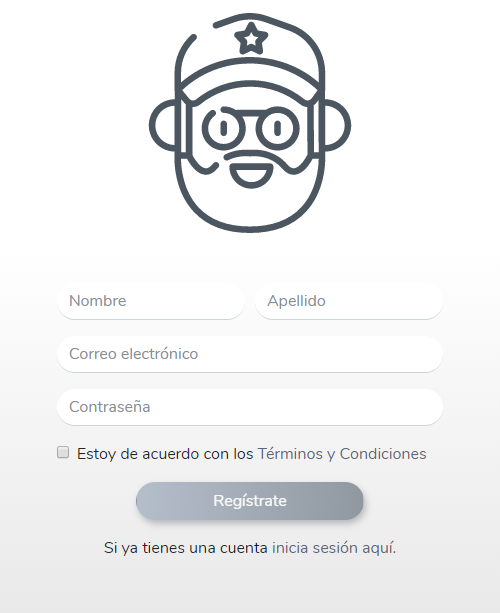 Nombre Apellido
Correo electrónico
Contraseña
Estoy de acuerdo con los Términos y Condiciones
Regístrate
Si ya tienes una cuenta inicia sesión aquí.